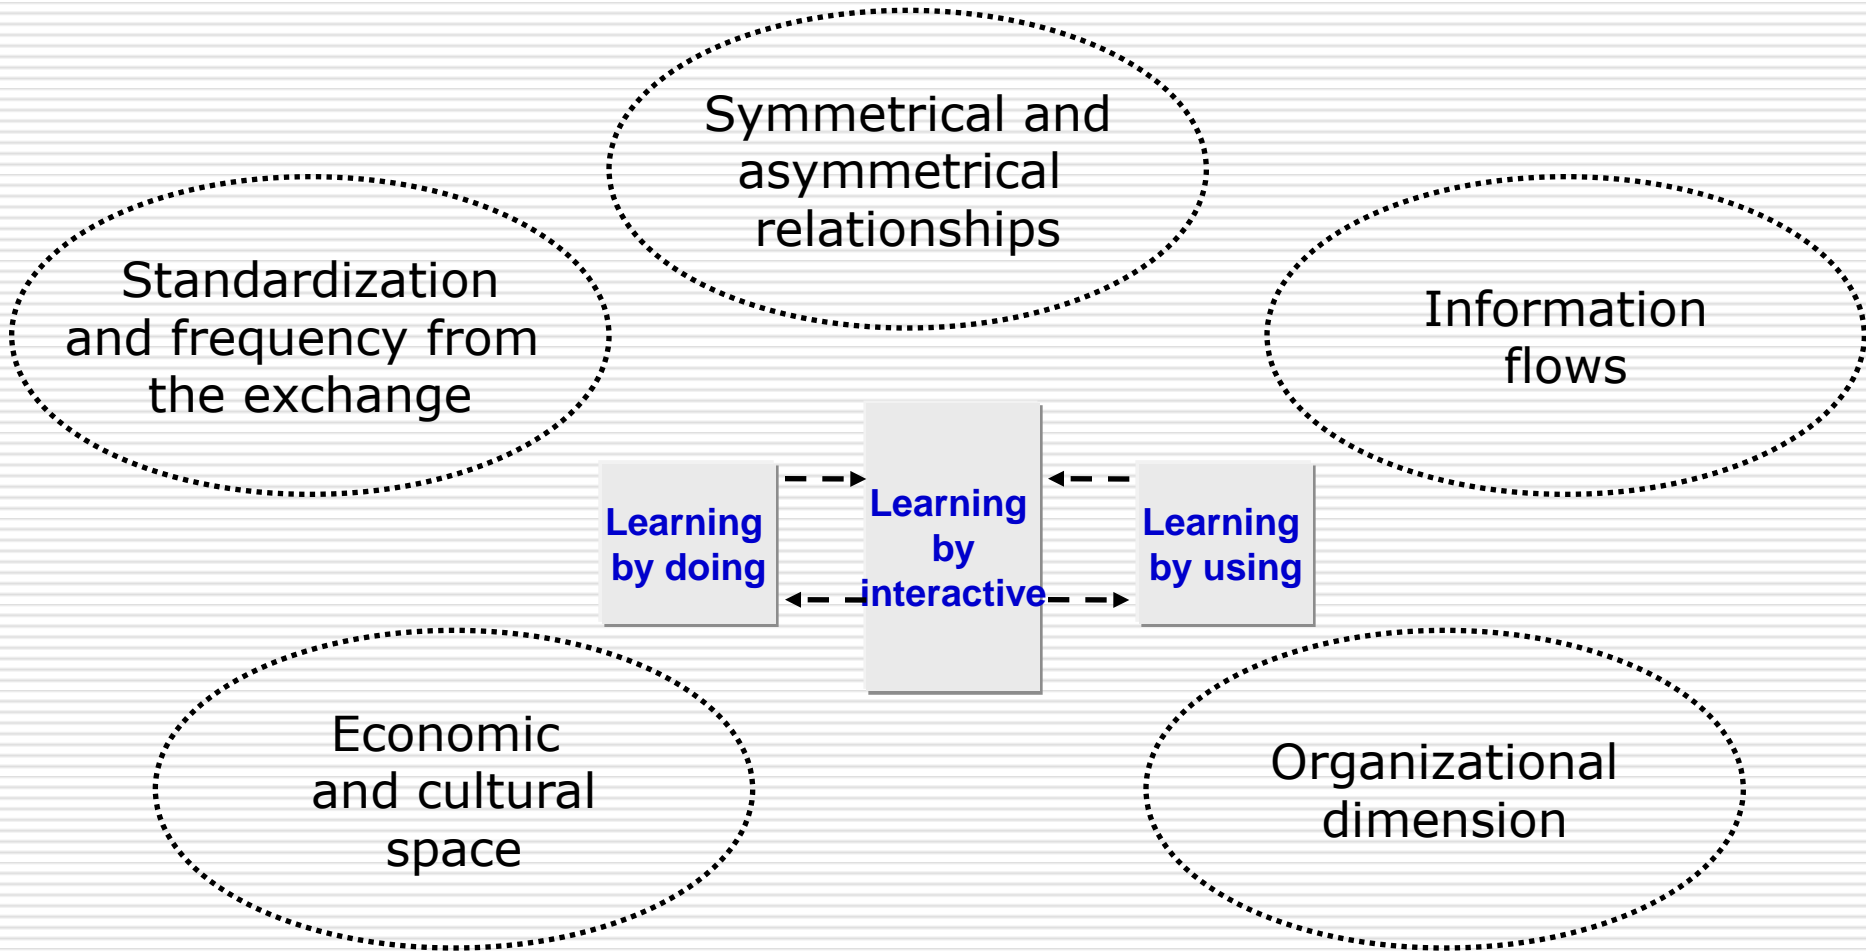 Symmetrical and
asymmetrical
relationships
Standardization
and frequency from
the exchange
Information
flows
Learning
by doing
Learning
by
interactive
Learning
by using
Economic
and cultural
space
Organizational
dimension